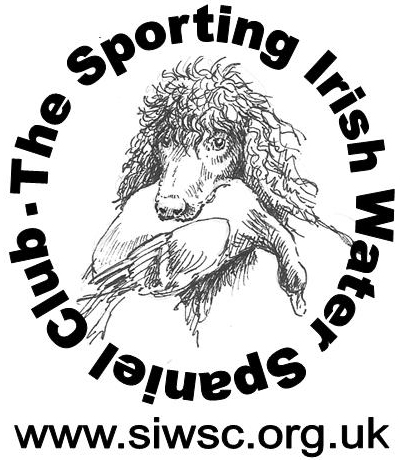 The Sporting Irish Water Spaniel Club ·
www.siwsc.org.uk